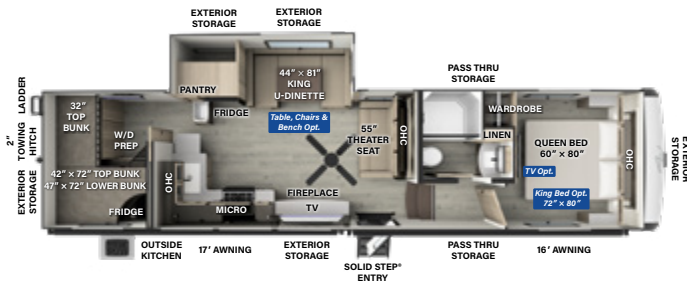 EXTERIOR
STORAGE
EXTERIOR
STORAGE
PASS THRU
STORAGE
LADDER
2"
TOWING
HITCH
EXTERIOR
STORAGE
32"
TOP
BUNK
W/D
PREP
42" x 72" TOP BUNK
47" x 72" LOWER BUNK
FRIDGE
PANTRY
FRIDGE
44" × 81"
KING
U-DINETTE
Table, Chairs &
Bench Opt.
55"
THEATER
SEAT
OHC
OHC
MICRO
FIREPLACE
TV
WARDROBE
LINEN
QUEEN BED
60" x 80"
TV Opt.
King Bed Opt.
72" x 80"
OHC
EXTERIOR
STORAGE
OUTSIDE
KITCHEN
17' AWNING
EXTERIOR
STORAGE
SOLID STEP®
ENTRY
PASS THRU
STORAGE
16' AWNING